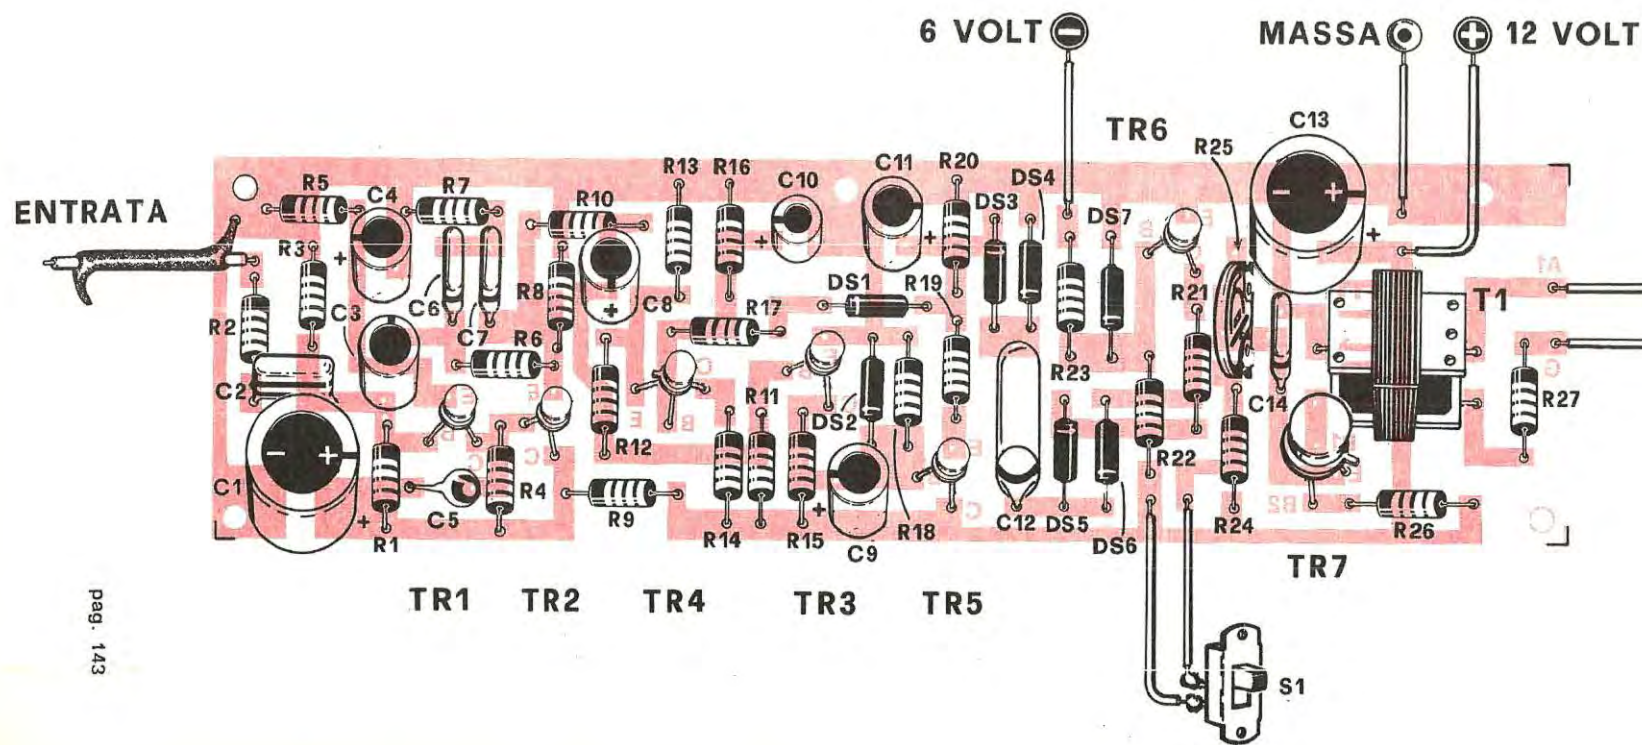 6 VOLT
MASSA
12 VOLT
TR6
C13
R25
R13 R16 C11 R20
R5 C4 R7 C10 DS4
ENTRATA
R10 DS3 DS7 B E
R3
A1
R8 C6 C7 C8 DS1 R19 R21 T1
R2 C3 R17
R6
E B C
G
C2 E E R11 DS2 R23 C14 R27
B C C E B
R12 R22 E
C1 R4 C
C5 R9 B2
R1 R14 R15 C9 R18 C12 DS5 DS6 R24 R26
TR7
TR1 TR2 TR4 TR3 TR5
pag. 143
S1